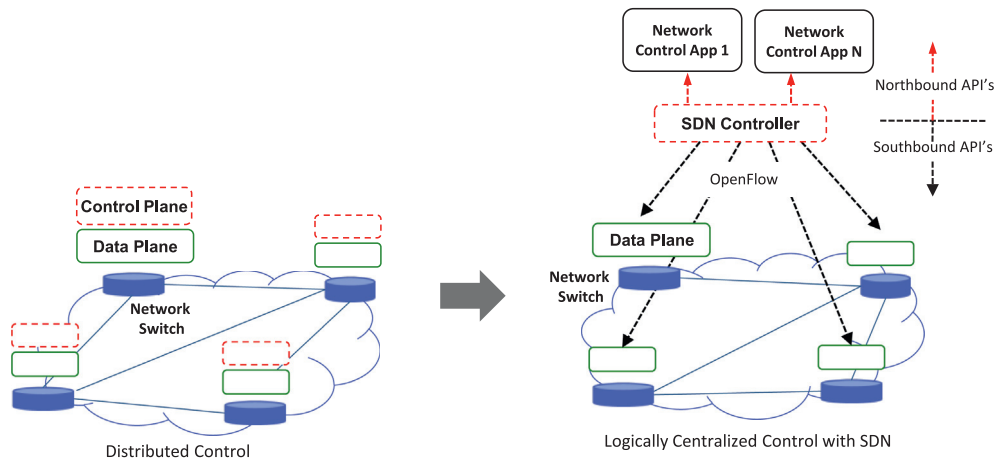 Control Plane
Data Plane
Network
Switch
Distributed Control
Network
Control App 1
Network
Control App N
Northbound API's
SDN Controller
Southbound API's
OpenFlow
Data Plane
Network
Switch
Logically Centralized Control with SDN